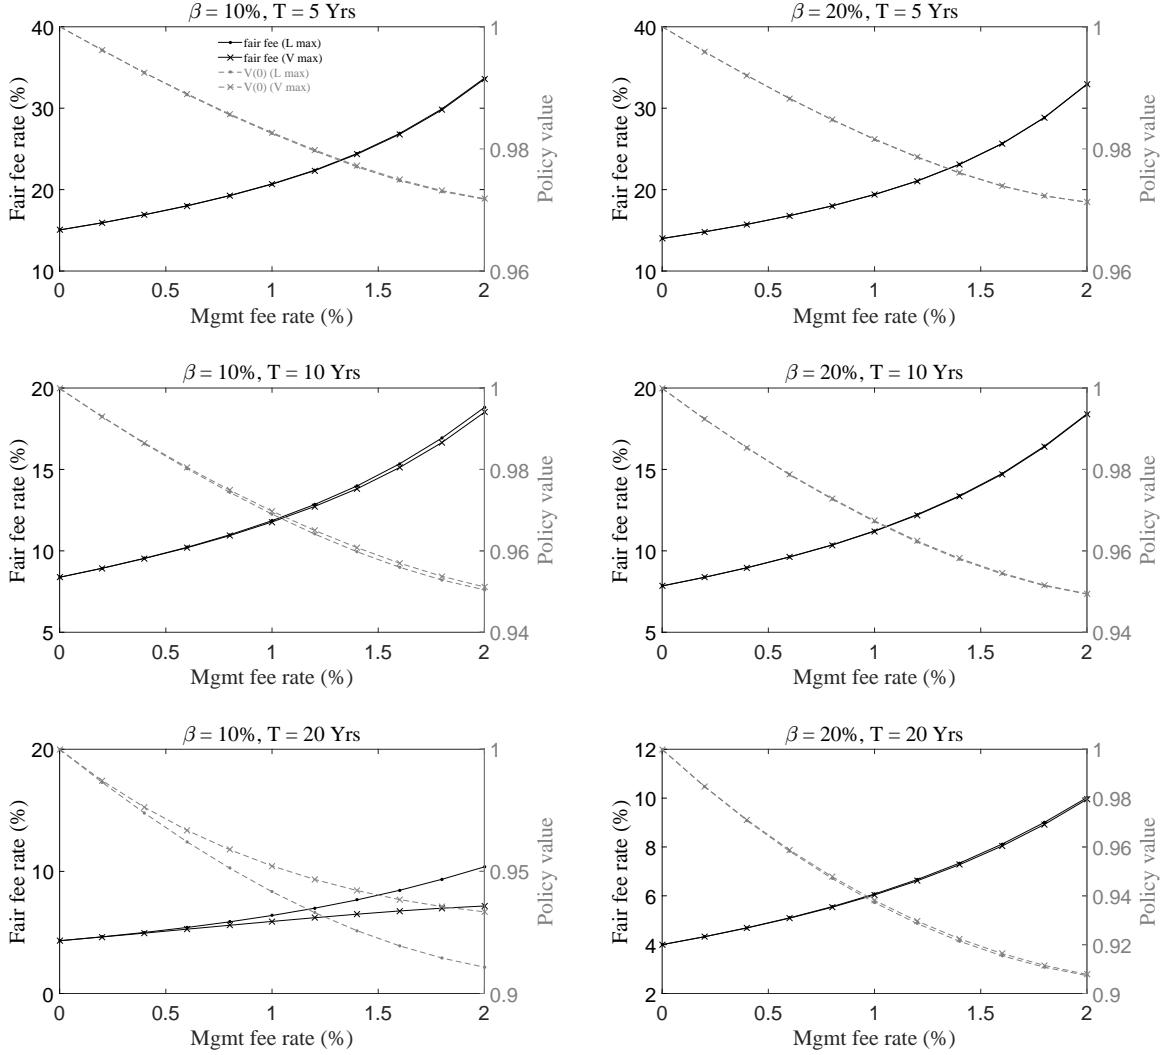 β = 10%, T = 5 Yrs
40
30
20
10
Fair fee rate (%)
fair fee (L max)
fair fee (V max)
V(0) (L max)
V(0) (V max)
1
0.98
0.96
Policy value
0 0.5 1 1.5 2
Mgmt fee rate (%)
β = 20%, T = 5 Yrs
40
30
20
10
Fair fee rate (%)
1
0.98
0.96
Policy value
0 0.5 1 1.5 2
Mgmt fee rate (%)
β = 10%, T = 10 Yrs
20
15
10
5
Fair fee rate (%)
1
0.98
0.96
0.94
Policy value
0 0.5 1 1.5 2
Mgmt fee rate (%)
β = 20%, T = 10 Yrs
20
15
10
5
Fair fee rate (%)
1
0.98
0.96
0.94
Policy value
0 0.5 1 1.5 2
Mgmt fee rate (%)
β = 10%, T = 20 Yrs
20
10
0
Fair fee rate (%)
1
0.95
0.9
Policy value
0 0.5 1 1.5 2
Mgmt fee rate (%)
β = 20%, T = 20 Yrs
12
10
8
6
4
2
Fair fee rate (%)
1
0.98
0.96
0.94
0.92
0.9
Policy value
0 0.5 1 1.5 2
Mgmt fee rate (%)